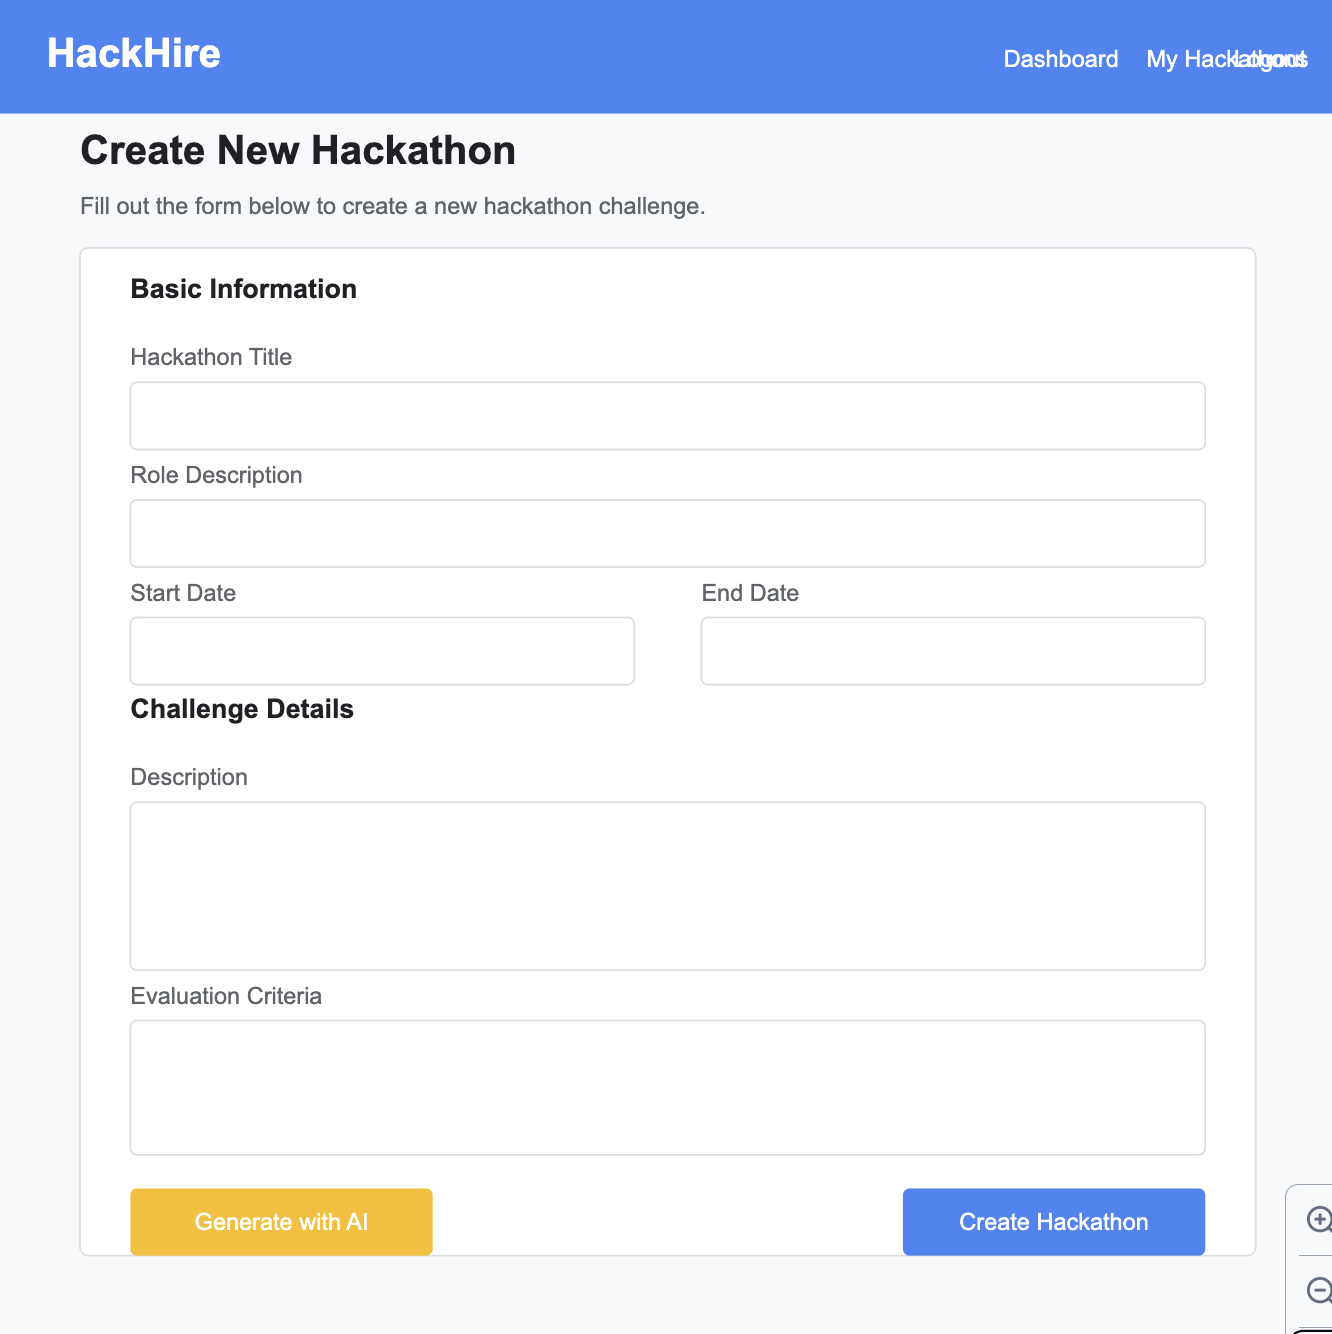 HackHire
Dashboard
My Hackathons
Logout
Create New Hackathon
Fill out the form below to create a new hackathon challenge.
Basic Information
Hackathon Title
Role Description
Start Date
End Date
Challenge Details
Description
Evaluation Criteria
Generate with AI
Create Hackathon